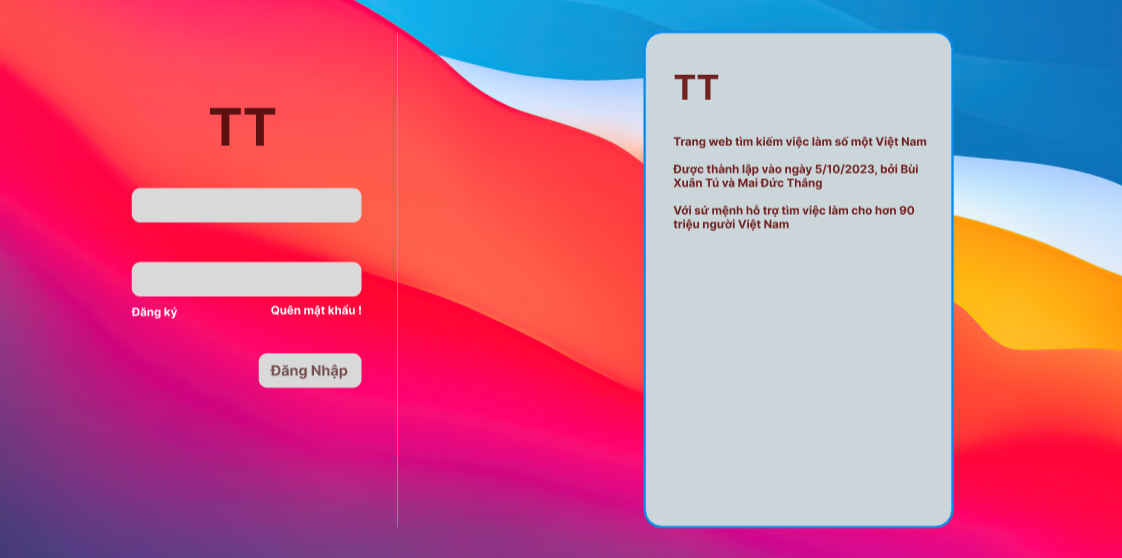 TT
Đăng ký
Quên mật khẩu !
Đăng Nhập
TT
Trang web tìm kiếm việc làm số một Việt Nam
Được thành lập vào ngày 5/10/2023, bởi Bùi
Xuân Tú và Mai Đức Thắng
Với sứ mệnh hỗ trợ tìm việc làm cho hơn 90
triệu người Việt Nam